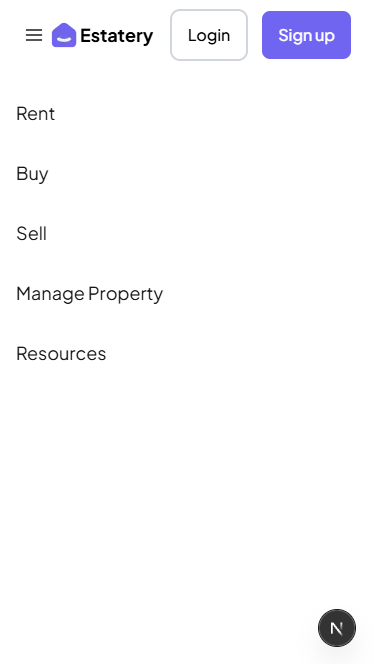 Estatery
Login
Sign up
Rent
Buy
Sell
Manage Property
Resources
N